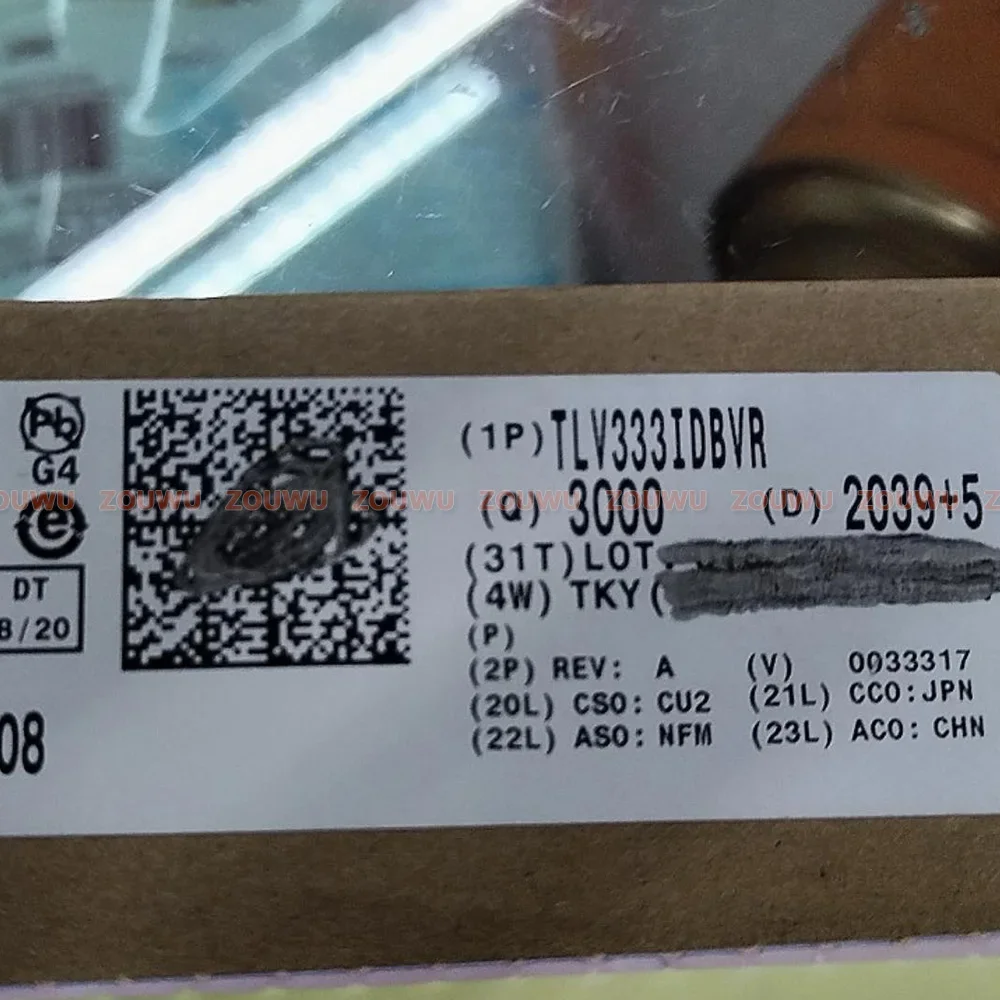 Pb
G4
e
DT
8/20
08
(1P) TLV333IDBVR
(Q) 3000 (D) 2039+5
(31T) LOT
(4W) TKY (
(P)
(2P) REV: A (V) 0033317
(20L) CSO: CU2 (21L) CCO: JPN
(22L) ASO: NFM (23L) ACO: CHN
ZOUWU ZOUWU ZOUWU ZOUWU ZOUWU ZOUWU ZOUWU